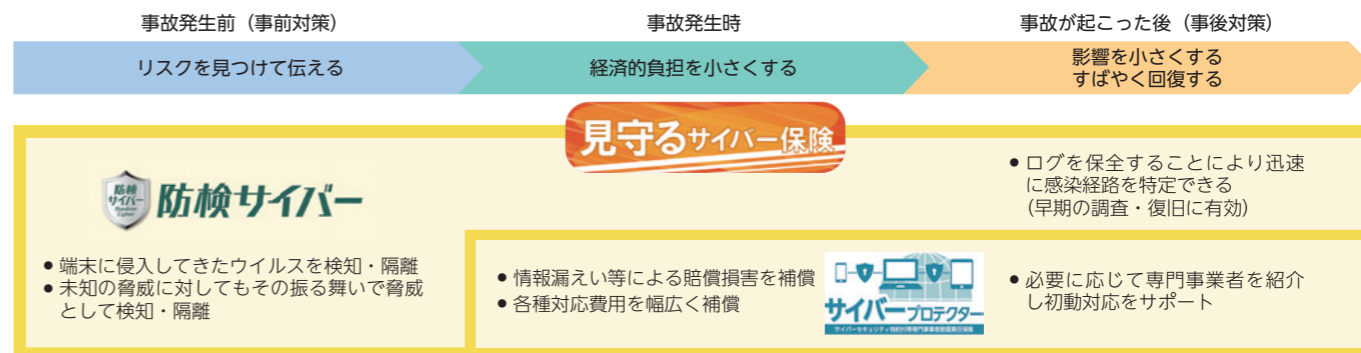 事故発生前（事前対策）
事故発生時
事故が起こった後（事後対策）
リスクを見つけて伝える
経済的負担を小さくする
影響を小さくする
すばやく回復する
見守るサイバー保険
防検
サイバー
防検サイバー
●端末に侵入してきたウイルスを検知・隔離
●未知の脅威に対してもその振る舞いで脅威
として検知・隔離
●ログを保全することにより迅速
に感染経路を特定できる
（早期の調査・復旧に有効）
●情報漏えい等による賠償損害を補償
●各種対応費用を幅広く補償
サイバープロテクター
●必要に応じて専門事業者を紹介
し初動対応をサポート